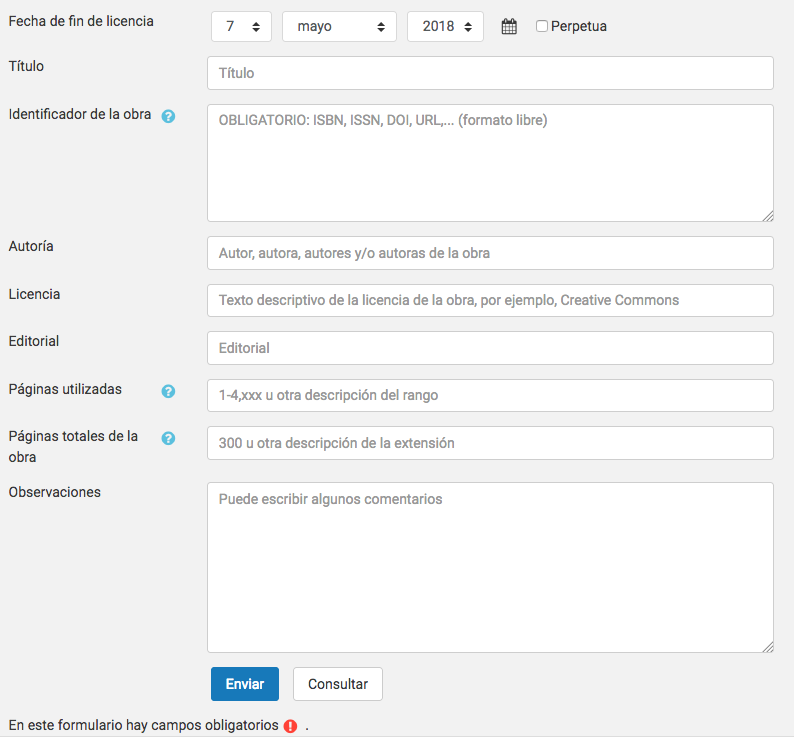 Fecha de fin de licencia 7 mayo 2018 Perpetua
Título Título
Identificador de la obra OBLIGATORIO: ISBN, ISSN, DOI, URL,... (formato libre)
Autoría Autor, autora, autores y/o autoras de la obra
Licencia Texto descriptivo de la licencia de la obra, por ejemplo, Creative Commons
Editorial Editorial
Páginas utilizadas 1-4,xxx u otra descripción del rango
Páginas totales de la 300 u otra descripción de la extensión
obra
Observaciones Puede escribir algunos comentarios
Enviar Consultar
En este formulario hay campos obligatorios .